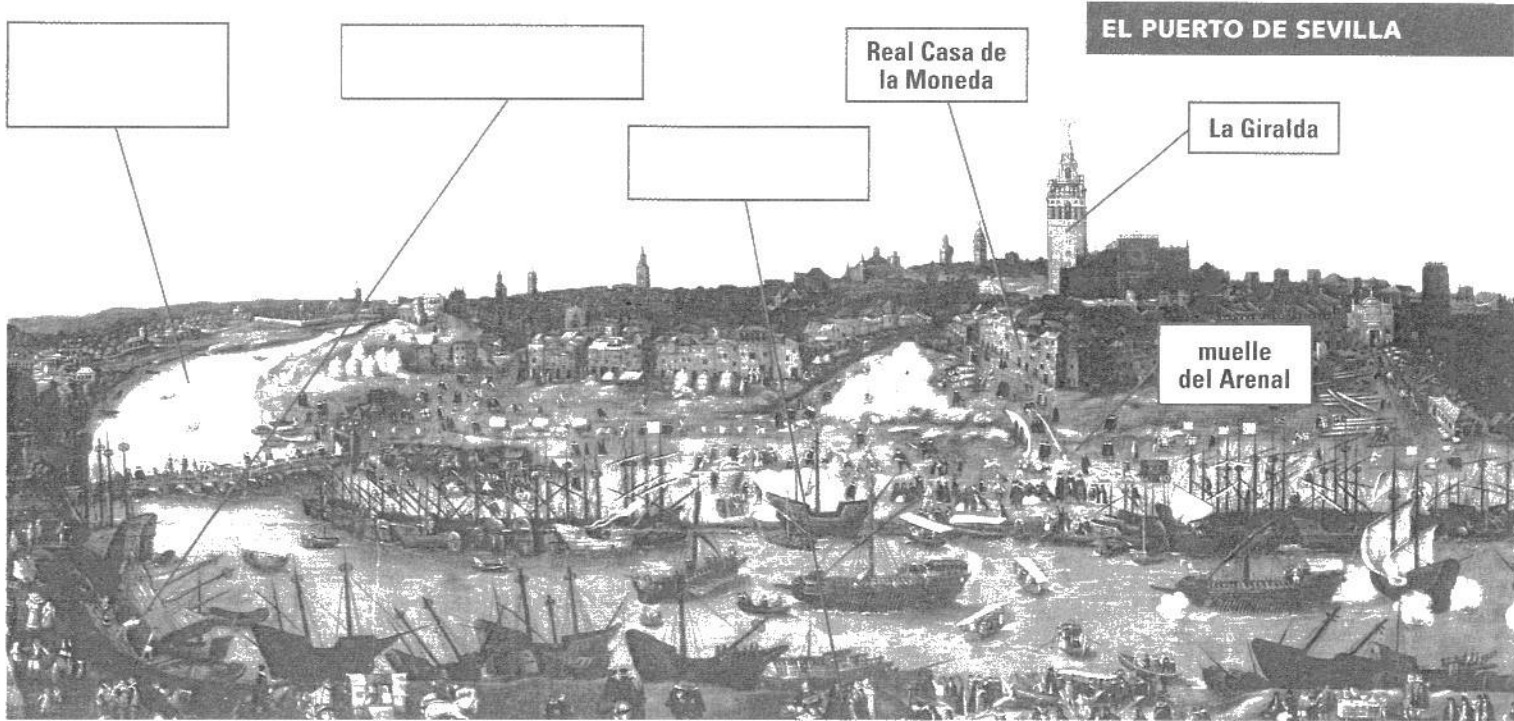 EL PUERTO DE SEVILLA
Real Casa de
la Moneda
La Giralda
muelle
del Arenal